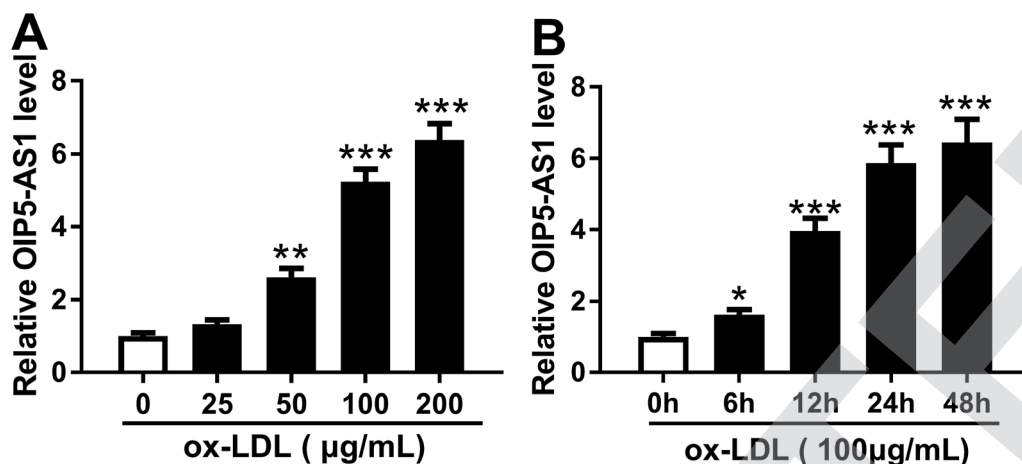 A
Relative OIP5-AS1 level
8
6
4
2
0
**
***
***
0 25 50 100 200
ox-LDL ( µg/mL)
B
Relative OIP5-AS1 level
8
6
4
2
0
*
***
***
***
0h 6h 12h 24h 48h
ox-LDL ( 100µg/mL)